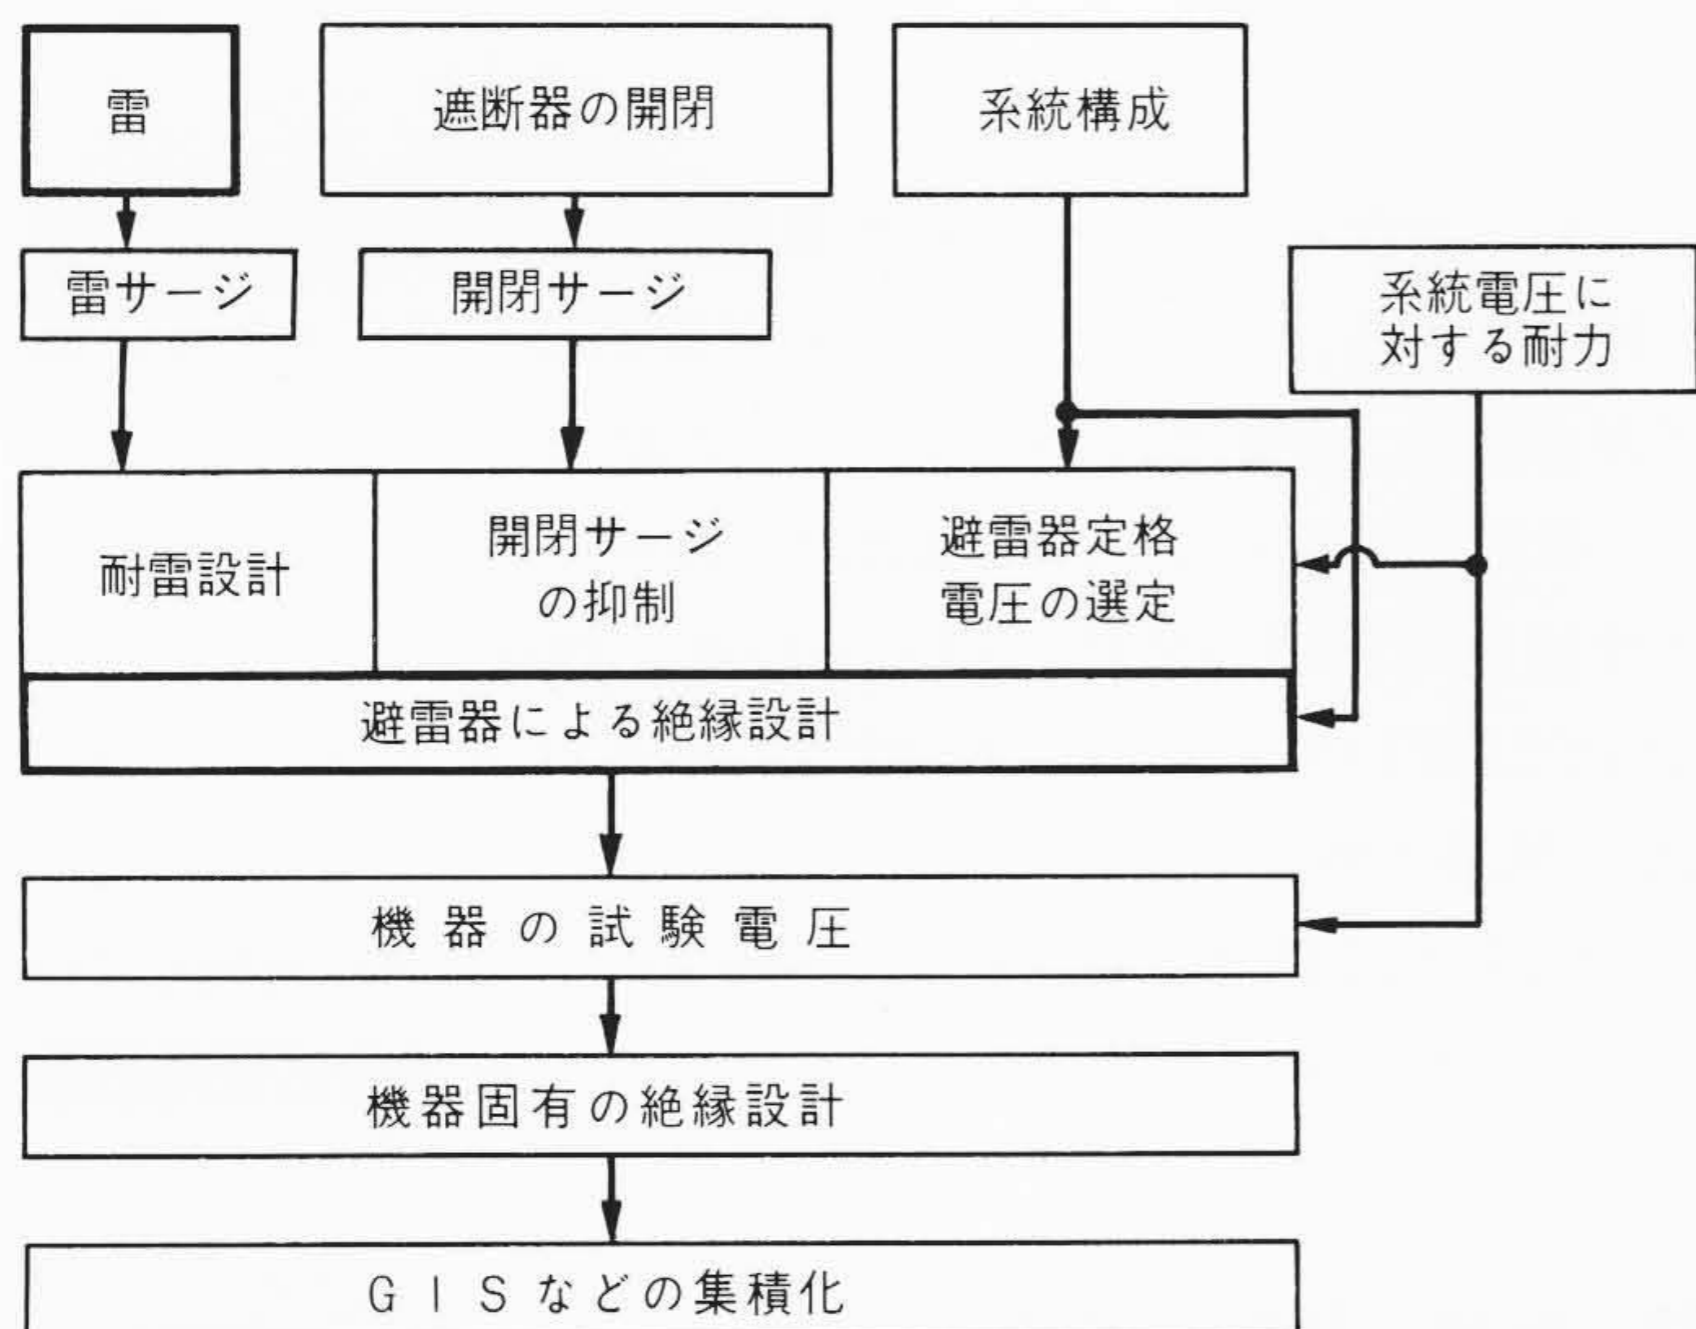 雷
遮断器の開閉
系統構成
雷サージ
開閉サージ
系統電圧に
対する耐力
耐雷設計
開閉サージ
の抑制
避雷器定格
電圧の選定
避雷器による絶縁設計
機器の試験電圧
機器固有の絶縁設計
GISなどの集積化